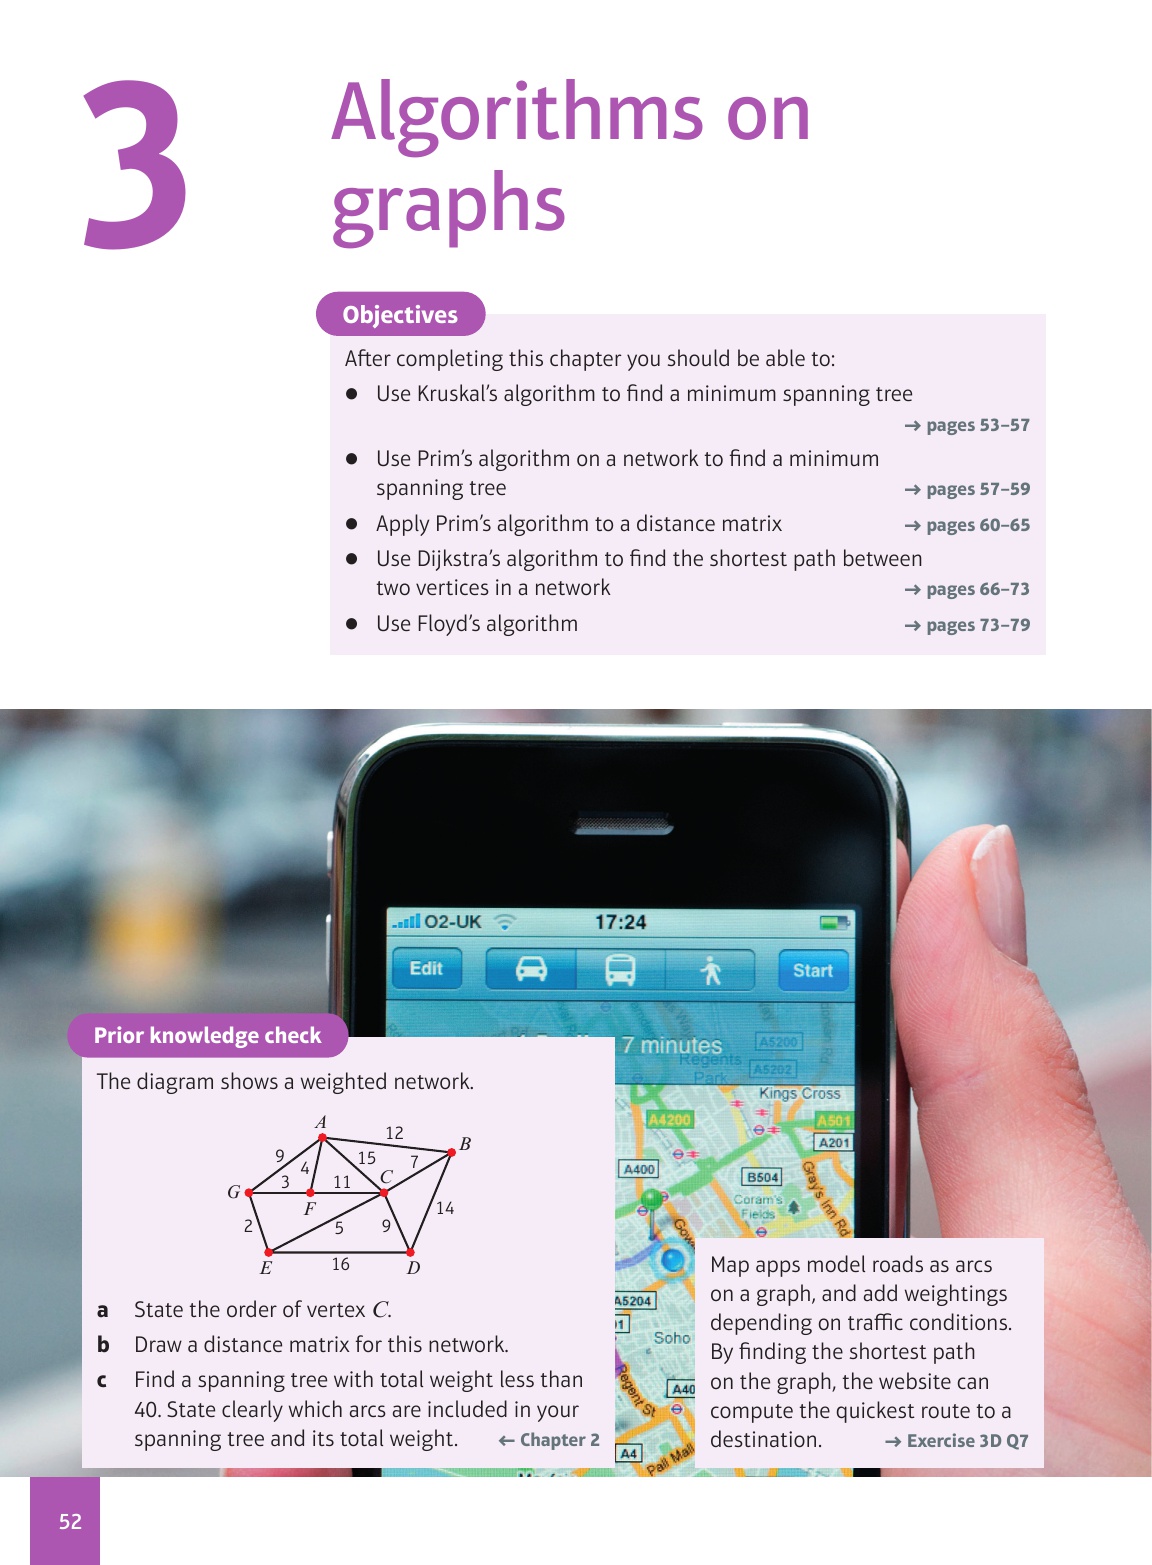 3
Algorithms on
graphs
Objectives
After completing this chapter you should be able to:
● Use Kruskal's algorithm to find a minimum spanning tree
→ pages 53–57
● Use Prim's algorithm on a network to find a minimum
spanning tree → pages 57–59
● Apply Prim's algorithm to a distance matrix → pages 60–65
● Use Dijkstra's algorithm to find the shortest path between
two vertices in a network → pages 66–73
● Use Floyd's algorithm → pages 73–79
O2-UK 17:24
Edit Start
7 minutes
A5200
Regents
Park
A5202
Kings Cross
A4200
A501
A201
A400
B504
Gray's Inn Rd
Coram's
Fields
A5204
Soho
Regent St
A40
A4
Pall Mall
Prior knowledge check
The diagram shows a weighted network.
A
12
B
9
4
15
7
G
3
11
C
F
14
2
5
9
E
16
D
a State the order of vertex C.
b Draw a distance matrix for this network.
c Find a spanning tree with total weight less than
40. State clearly which arcs are included in your
spanning tree and its total weight. ← Chapter 2
Map apps model roads as arcs
on a graph, and add weightings
depending on traffic conditions.
By finding the shortest path
on the graph, the website can
compute the quickest route to a
destination. → Exercise 3D Q7
52